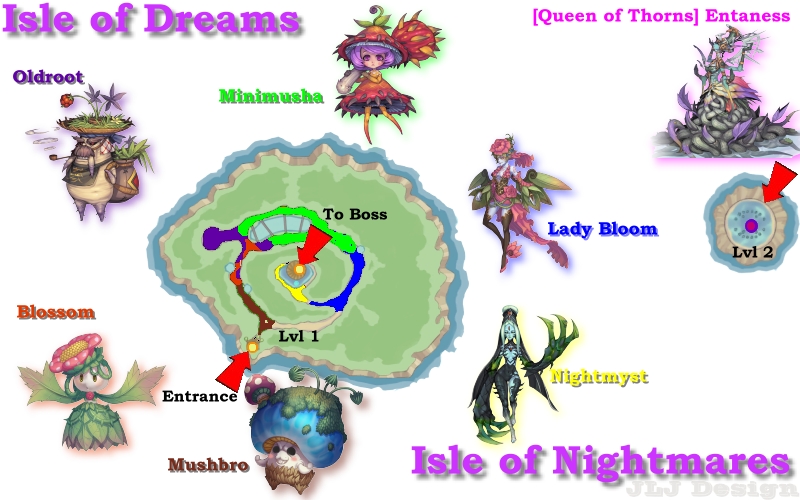 Isle of Dreams
[Queen of Thorns] Entaness
Oldroot
Minimusha
To Boss
Lady Bloom
Lvl 2
Blossom
Lvl 1
Nightmyst
Entrance
Mushbro
Isle of Nightmares
JLJ Design